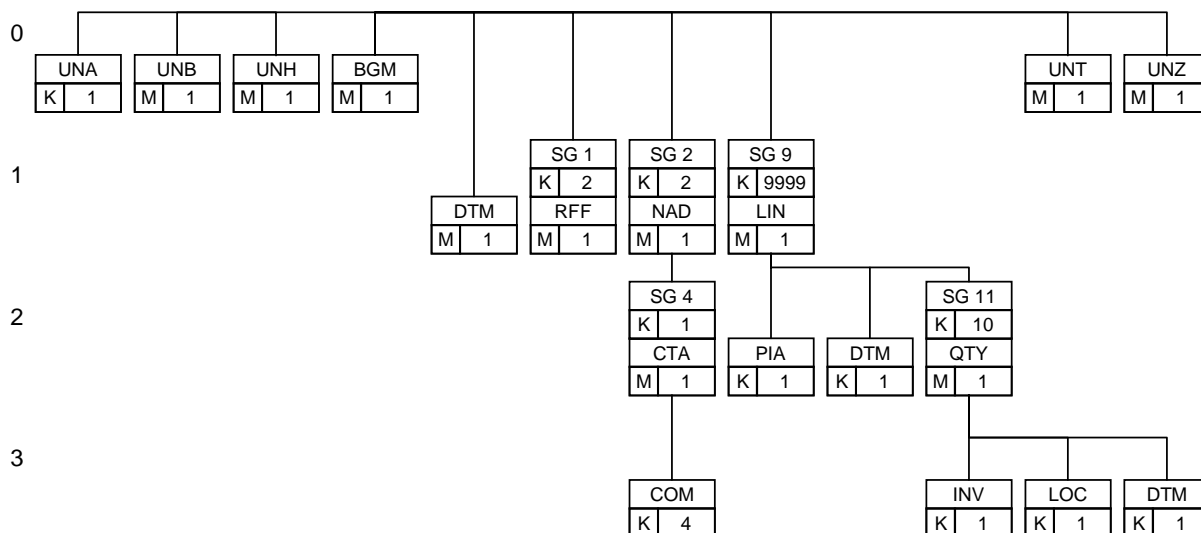 0
UNA UNB UNH BGM UNT UNZ
K 1 M 1 M 1 M 1 M 1 M 1
SG 1 SG 2 SG 9
1
K 2 K 2 K 9999
DTM RFF NAD LIN
M 1 M 1 M 1 M 1
SG 4 SG 11
2
K 1 K 10
CTA PIA DTM QTY
M 1 K 1 K 1 M 1
3
COM INV LOC DTM
K 4 K 1 K 1 K 1